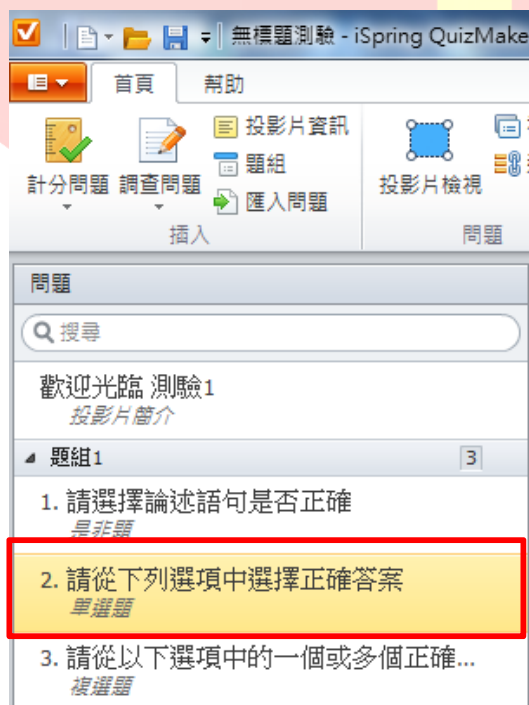 無標題測驗 - iSpring QuizMake
首頁 幫助
計分問題 調查問題
投影片資訊
題組
匯入問題
插入
投影片檢視
問題
問題
搜尋
歡迎光臨 測驗1
投影片簡介
題組1 3
1. 請選擇論述語句是否正確
是非題
2. 請從下列選項中選擇正確答案
單選題
3. 請從以下選項中的一個或多個正確...
複選題